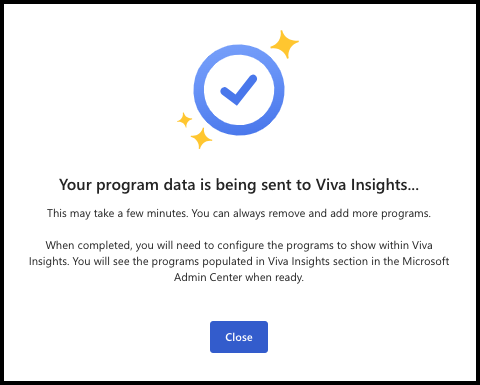 Your program data is being sent to Viva Insights...
This may take a few minutes. You can always remove and add more programs.
When completed, you will need to configure the programs to show within Viva
Insights. You will see the programs populated in Viva Insights section in the Microsoft
Admin Center when ready.
Close